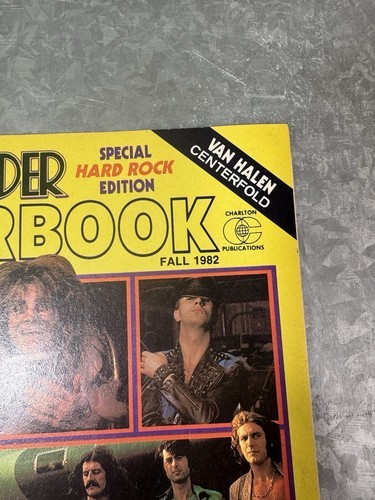 DER
SPECIAL
HARD ROCK
EDITION
VAN HALEN
CENTERFOLD
RBOOK
CHARLTON
PUBLICATIONS
FALL 1982